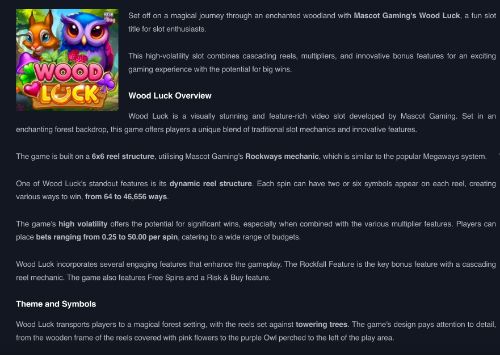 WOOD
LUCK
Set off on a magical journey through an enchanted woodland with Mascot Gaming's Wood Luck, a fun slot
title for slot enthusiasts.
This high-volatility slot combines cascading reels, multipliers, and innovative bonus features for an exciting
gaming experience with the potential for big wins.
Wood Luck Overview
Wood Luck is a visually stunning and feature-rich video slot developed by Mascot Gaming. Set in an
enchanting forest backdrop, this game offers players a unique blend of traditional slot mechanics and innovative features.
The game is built on a 6x6 reel structure, utilising Mascot Gaming's Rockways mechanic, which is similar to the popular Megaways system.
One of Wood Luck's standout features is its dynamic reel structure. Each spin can have two or six symbols appear on each reel, creating
various ways to win, from 64 to 46,656 ways.
The game's high volatility offers the potential for significant wins, especially when combined with the various multiplier features. Players can
place bets ranging from 0.25 to 50.00 per spin, catering to a wide range of budgets.
Wood Luck incorporates several engaging features that enhance the gameplay. The Rockfall Feature is the key bonus feature with a cascading
reel mechanic. The game also features Free Spins and a Risk & Buy feature.
Theme and Symbols
Wood Luck transports players to a magical forest setting, with the reels set against towering trees. The game's design pays attention to detail,
from the wooden frame of the reels covered with pink flowers to the purple Owl perched to the left of the play area.